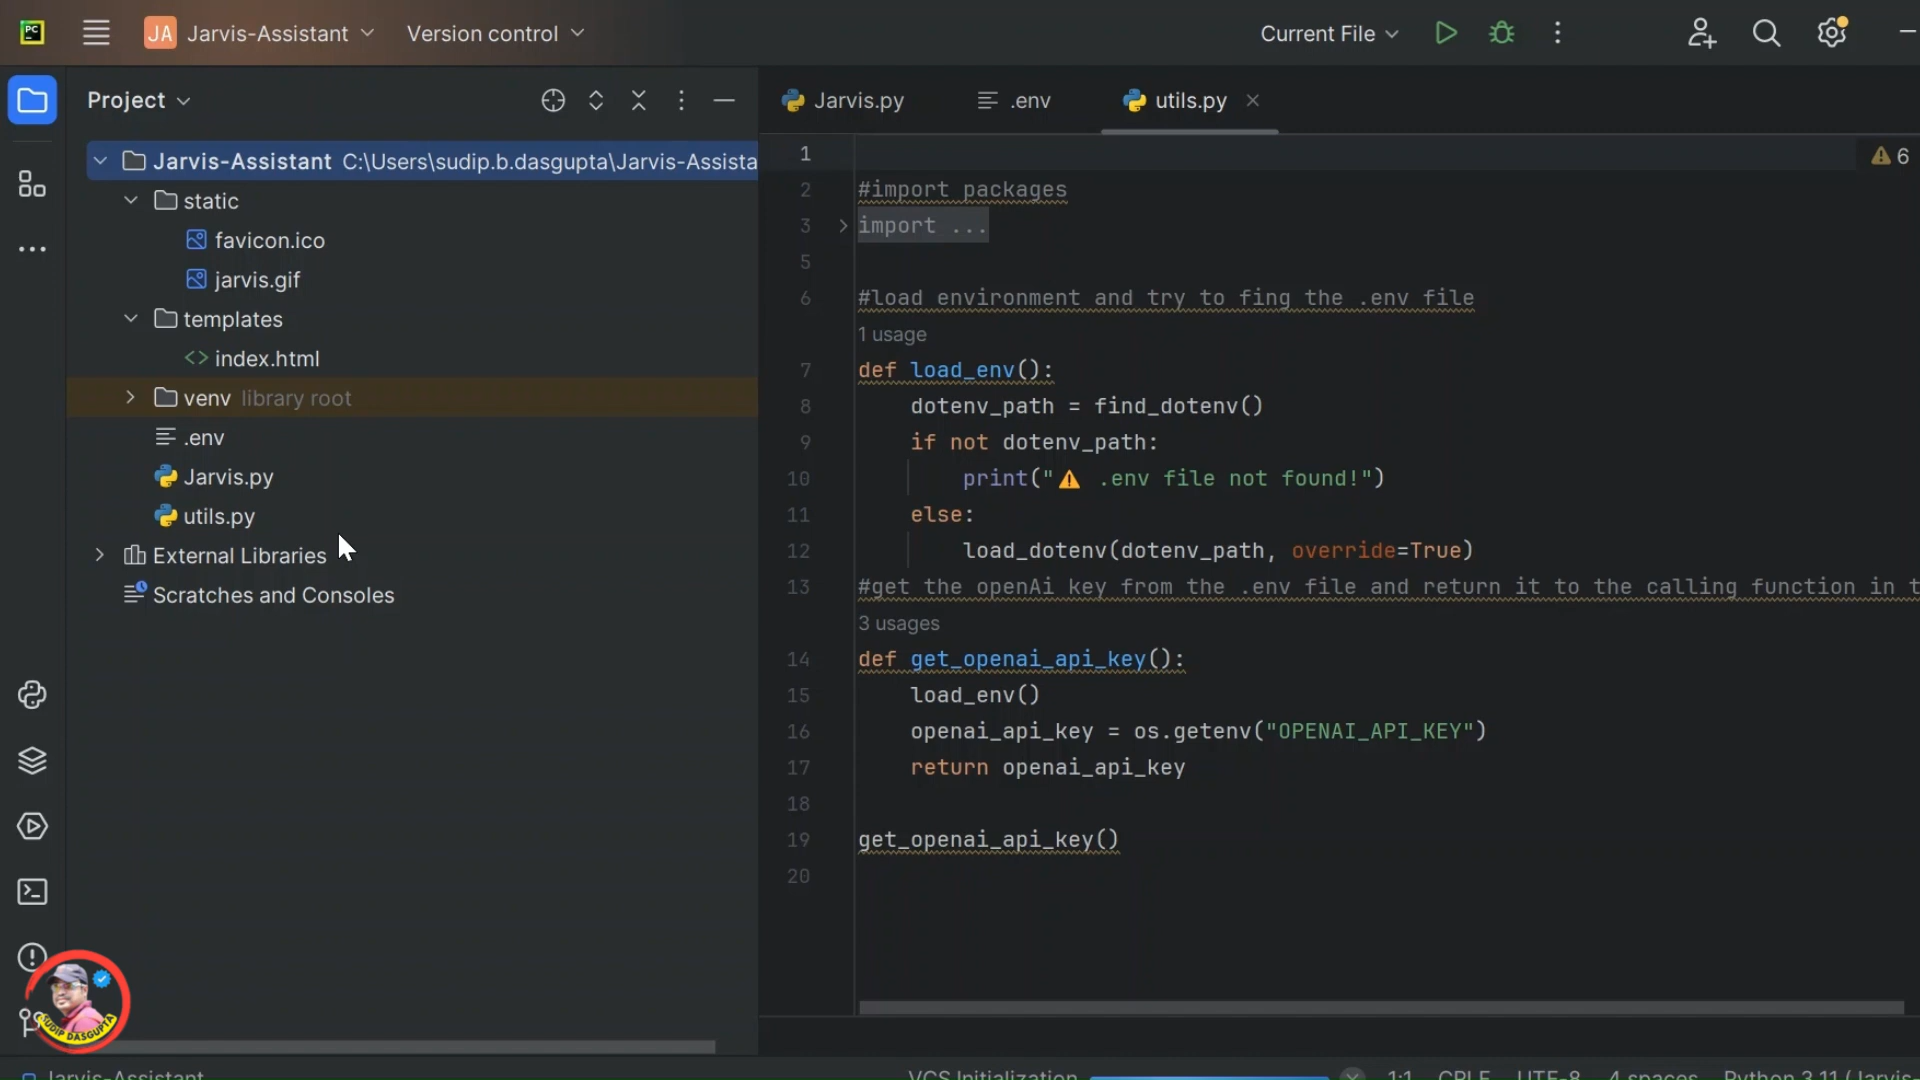 PC
JA Jarvis-Assistant Version control Current File
Project
Jarvis-Assistant C:\Users\sudip.b.dasgupta\Jarvis-Assista
static
favicon.ico
jarvis.gif
templates
index.html
venv library root
.env
Jarvis.py
utils.py
External Libraries
Scratches and Consoles
Jarvis.py .env utils.py
6
1
2 #import packages
3 import ...
5
6 #load environment and try to fing the .env file
1 usage
7 def load_env():
8 dotenv_path = find_dotenv()
9 if not dotenv_path:
10 print("⚠️ .env file not found!")
11 else:
12 load_dotenv(dotenv_path, override=True)
13 #get the openAi key from the .env file and return it to the calling function in t
3 usages
14 def get_openai_api_key():
15 load_env()
16 openai_api_key = os.getenv("OPENAI_API_KEY")
17 return openai_api_key
18
19 get_openai_api_key()
20
SUDIP DASGUPTA
Jarvis-Assistant VCS Initialization 1:1 CRLF UTF-8 4 spaces Python 3.11 (Jarvis-